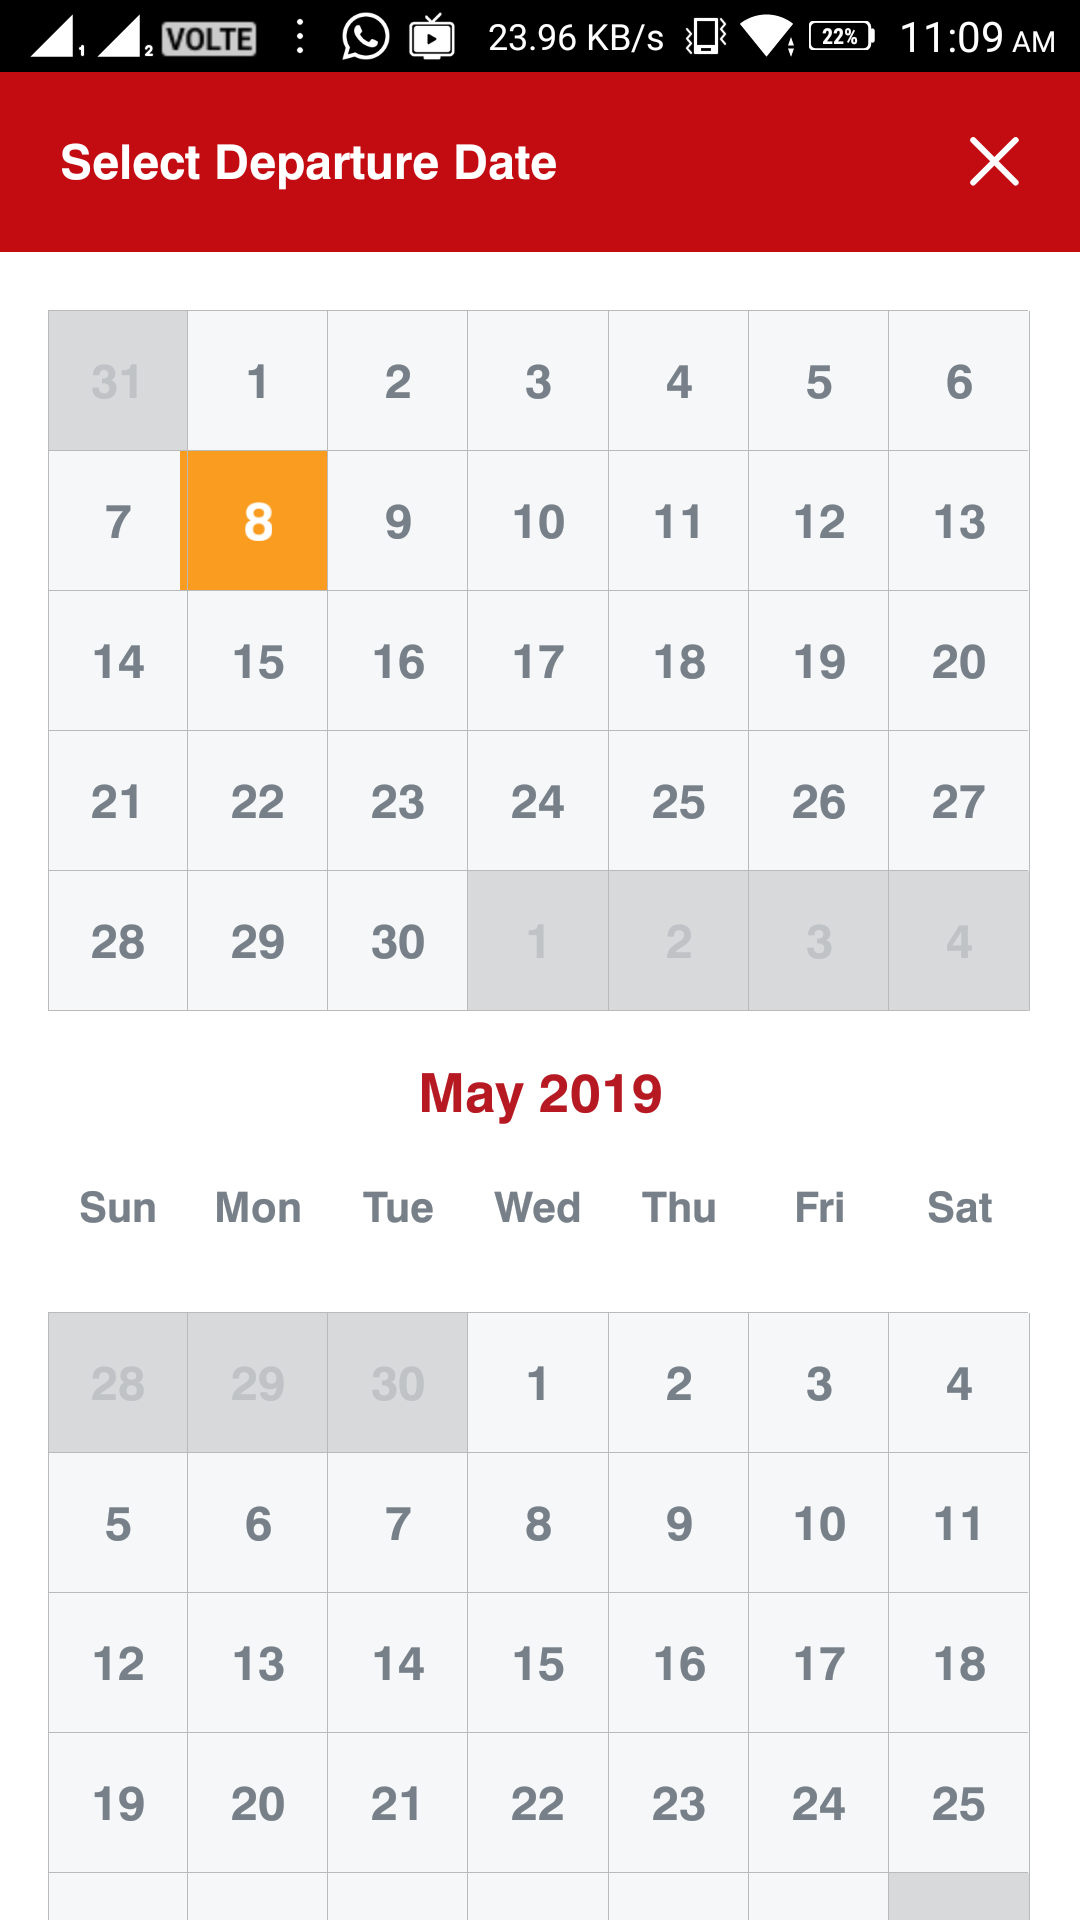 1 2 VOLTE 23.96 KB/s 22% 11:09 AM
Select Departure Date
31 1 2 3 4 5 6
7 8 9 10 11 12 13
14 15 16 17 18 19 20
21 22 23 24 25 26 27
28 29 30 1 2 3 4
May 2019
Sun Mon Tue Wed Thu Fri Sat
28 29 30 1 2 3 4
5 6 7 8 9 10 11
12 13 14 15 16 17 18
19 20 21 22 23 24 25